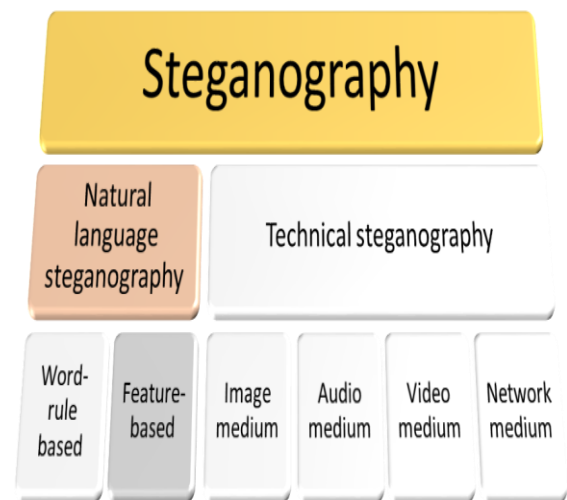 Steganography
Natural
language
steganography
Technical steganography
Word-
rule
based
Feature-
based
Image
medium
Audio
medium
Video
medium
Network
medium